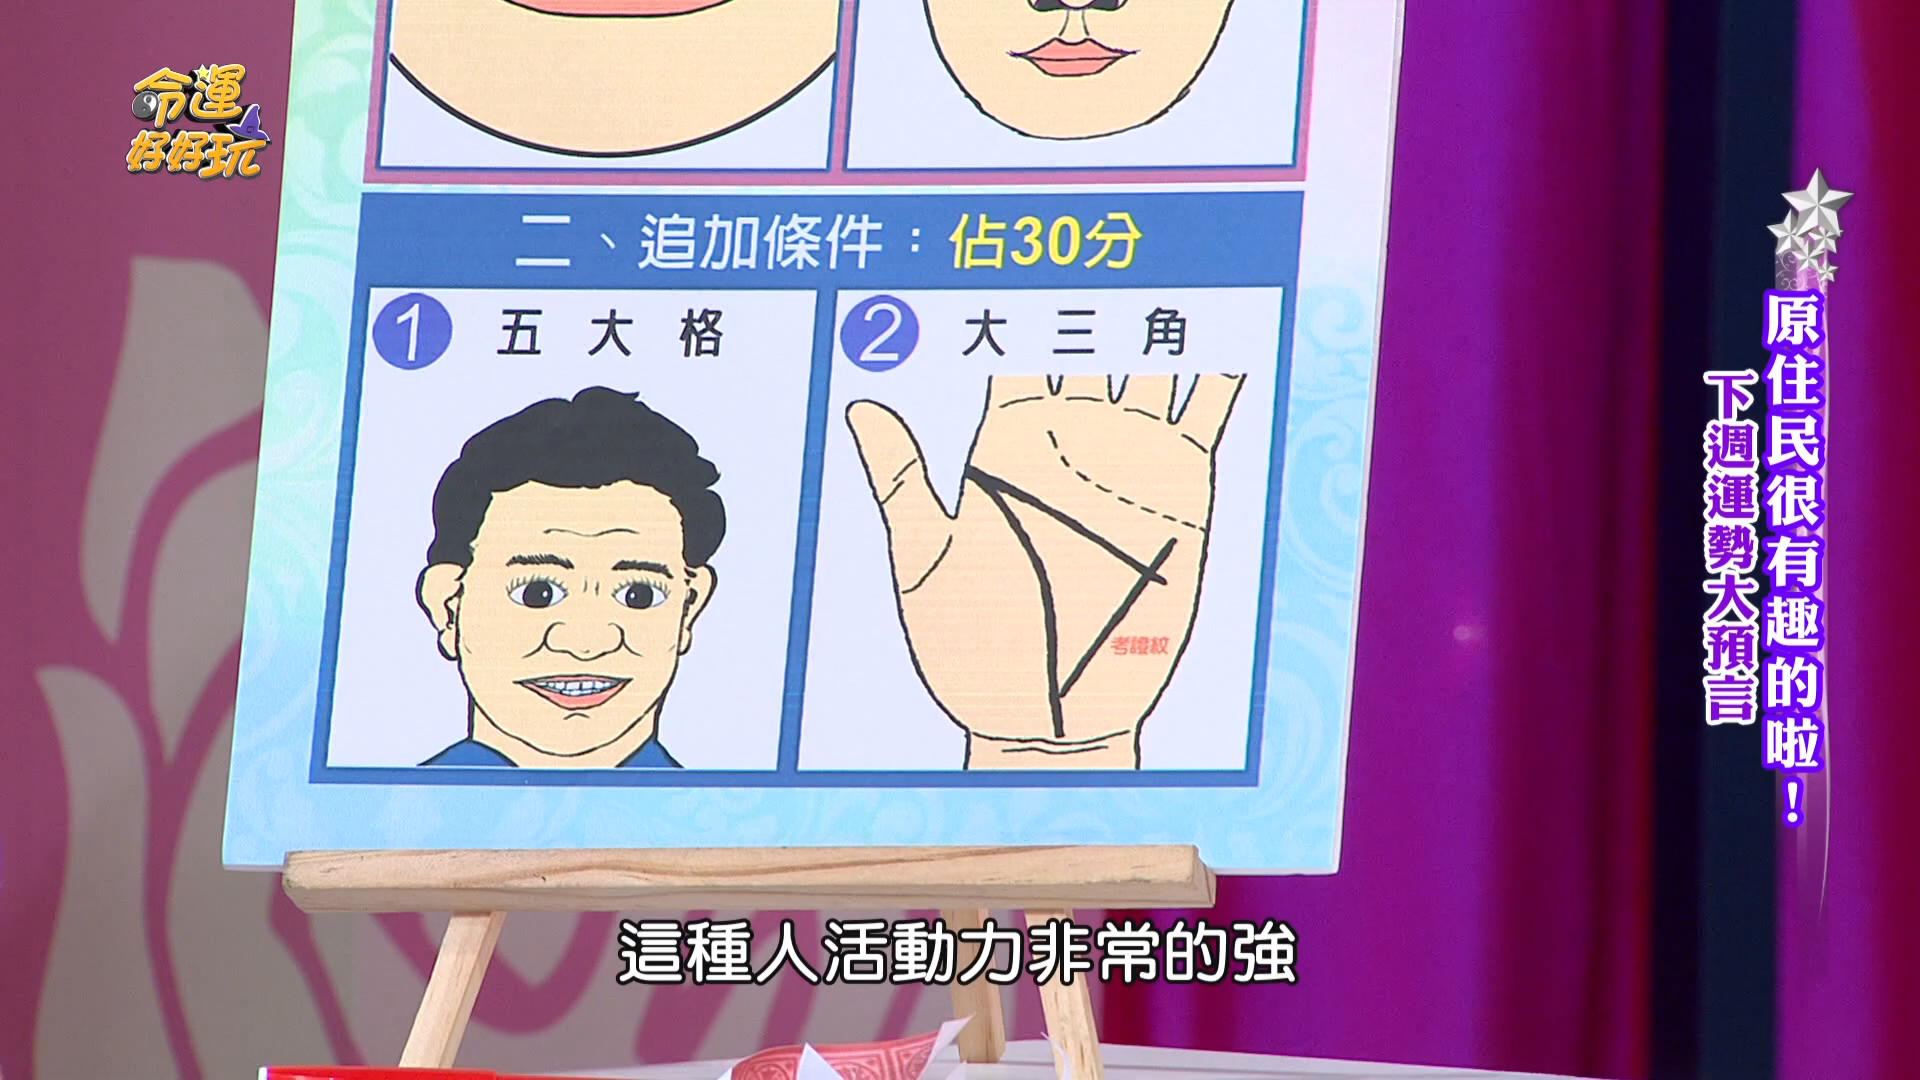 命運
好好玩
二、追加條件：佔30分
1 五大格
2 大三角
考證紋
原住民很有趣的啦！
下週運勢大預言
這種人活動力非常的強